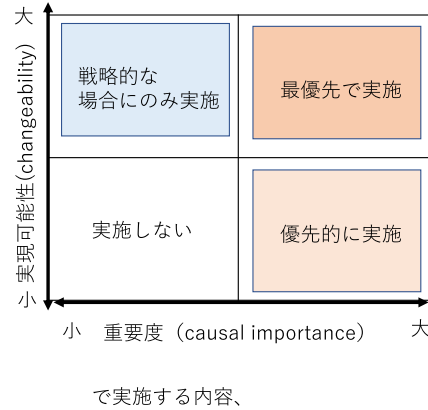 大
実現可能性(changeability)
小
戦略的な
場合にのみ実施
最優先で実施
実施しない
優先的に実施
小
重要度（causal importance）
大
で実施する内容、